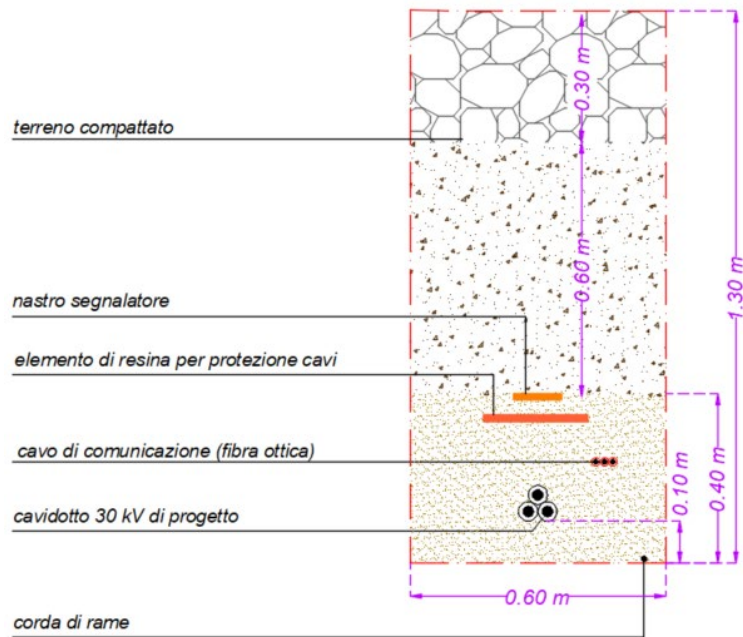 0.30 m
terreno compattato
0.60 m
1.30 m
nastro segnalatore
elemento di resina per protezione cavi
cavo di comunicazione (fibra ottica)
0.10 m
0.40 m
cavidotto 30 kV di progetto
0.60 m
corda di rame